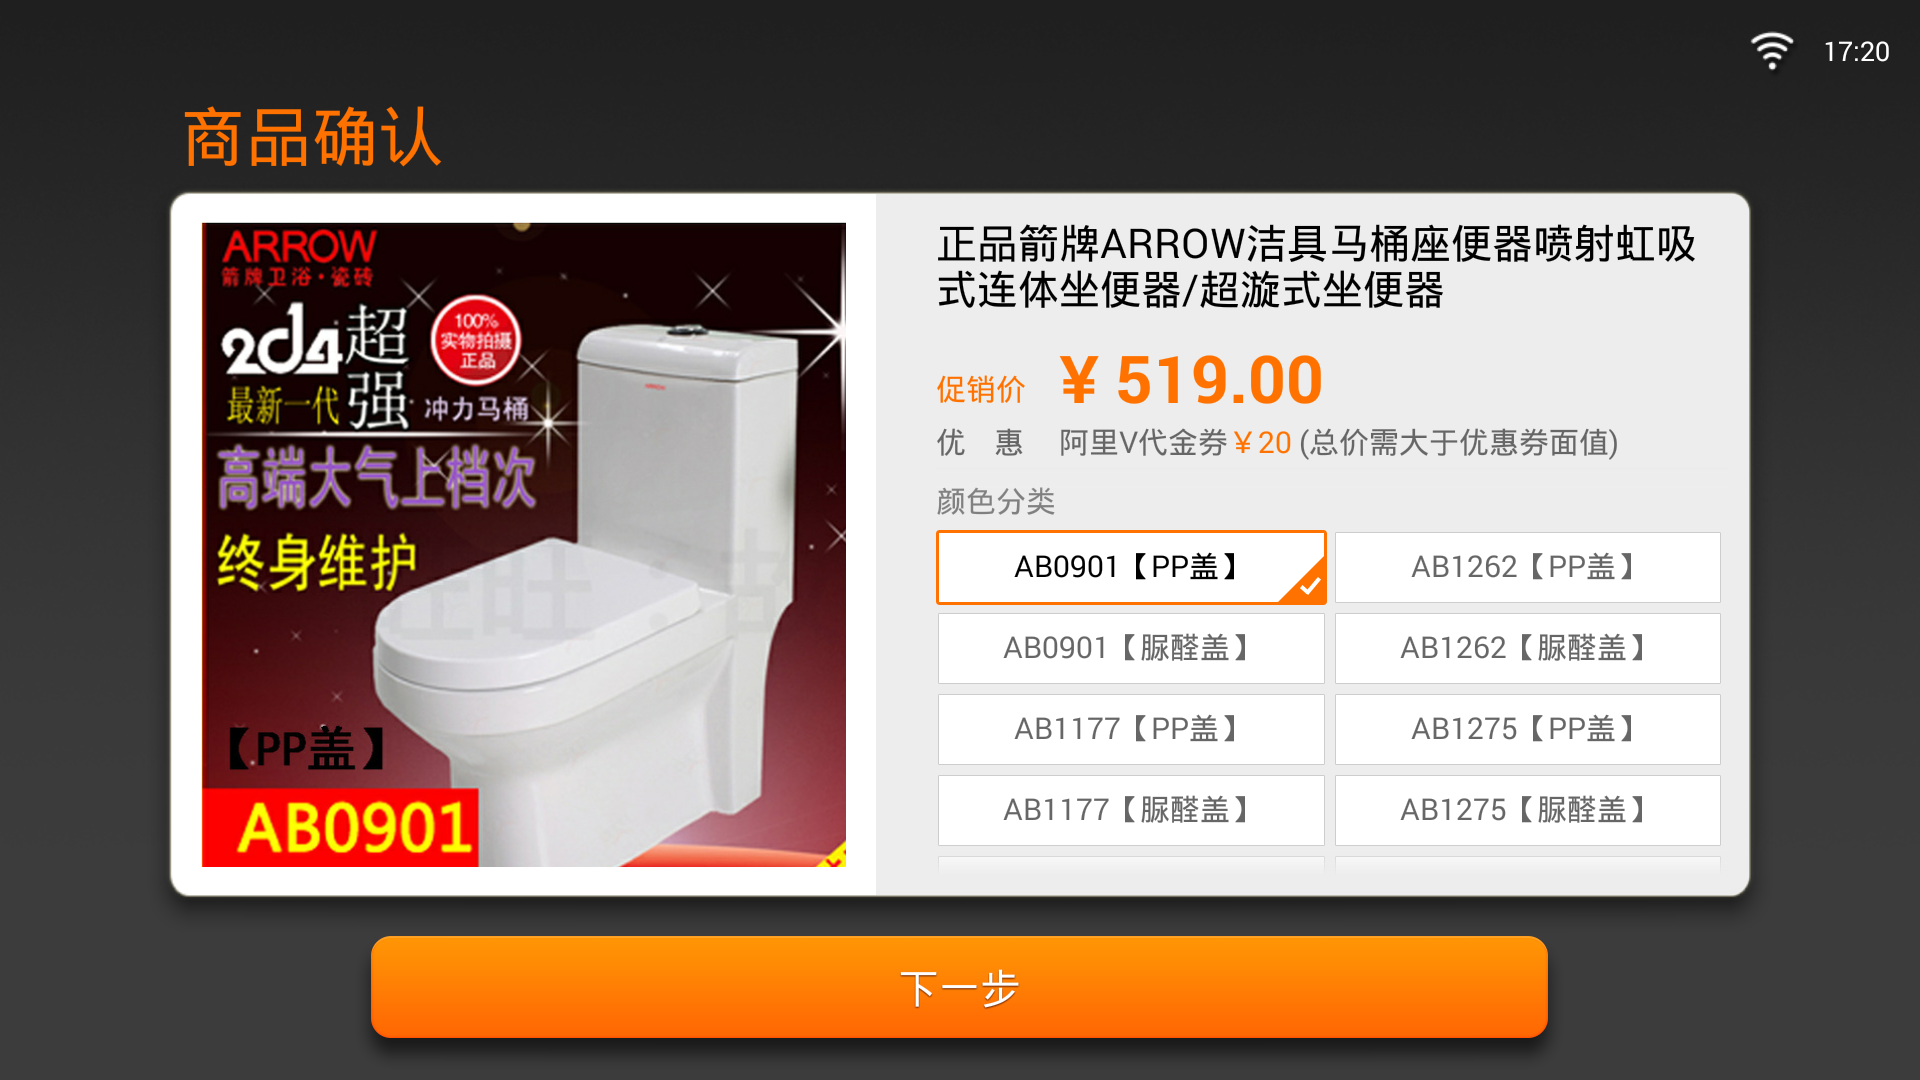 17:20
商品确认
ARROW
箭牌卫浴·瓷砖
2014超强
最新一代
冲力马桶
100%
实物拍摄
正品
高端大气上档次
终身维护
【PP盖】
AB0901
正品箭牌ARROW洁具马桶座便器喷射虹吸
式连体坐便器/超漩式坐便器
促销价 ¥ 519.00
优 惠 阿里V代金券 ¥ 20 (总价需大于优惠券面值)
颜色分类
AB0901【PP盖】 AB1262【PP盖】
AB0901【脲醛盖】 AB1262【脲醛盖】
AB1177【PP盖】 AB1275【PP盖】
AB1177【脲醛盖】 AB1275【脲醛盖】
下一步